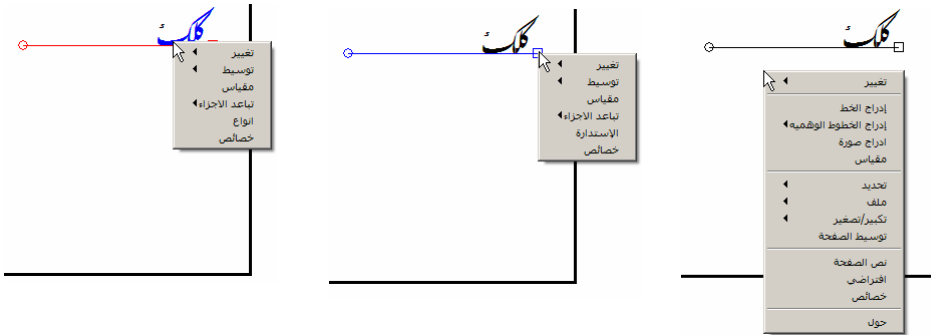 كلك
تغيير
توسيط
مقياس
تباعد الاجزاء
انواع
خصائص
كلك
تغيير
توسيط
مقياس
تباعد الاجزاء
الإستدارة
خصائص
كلك
تغيير
إدراج الخط
إدراج الخطوط الوهميه
ادراج صورة
مقياس
تحديد
ملف
تكبير/تصغير
توسيط الصفحة
نص الصفحة
افتراضي
خصائص
حول